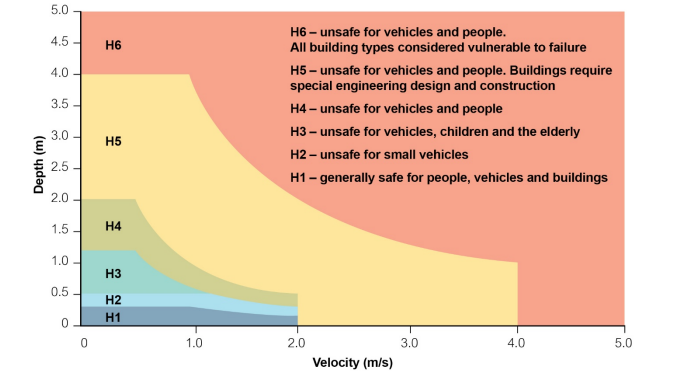 5.0
4.5
4.0
3.5
3.0
2.5
2.0
1.5
1.0
0.5
0
Depth (m)
H6
H5
H4
H3
H2
H1
H6 – unsafe for vehicles and people.
All building types considered vulnerable to failure
H5 – unsafe for vehicles and people. Buildings require
special engineering design and construction
H4 – unsafe for vehicles and people
H3 – unsafe for vehicles, children and the elderly
H2 – unsafe for small vehicles
H1 – generally safe for people, vehicles and buildings
0 1.0 2.0 3.0 4.0 5.0
Velocity (m/s)